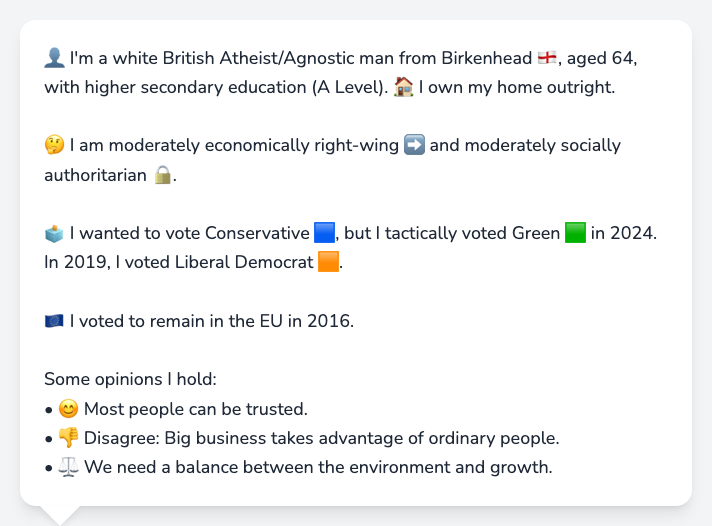 👤 I'm a white British Atheist/Agnostic man from Birkenhead 🏴󠁧󠁢󠁥󠁮󠁧󠁿, aged 64,
with higher secondary education (A Level). 🏠 I own my home outright.
🤔 I am moderately economically right-wing ➡️ and moderately socially
authoritarian 🔒.
🗳️ I wanted to vote Conservative 🟦, but I tactically voted Green 🟩 in 2024.
In 2019, I voted Liberal Democrat 🟧.
🇪🇺 I voted to remain in the EU in 2016.
Some opinions I hold:
• 😊 Most people can be trusted.
• 👎 Disagree: Big business takes advantage of ordinary people.
• ⚖️ We need a balance between the environment and growth.